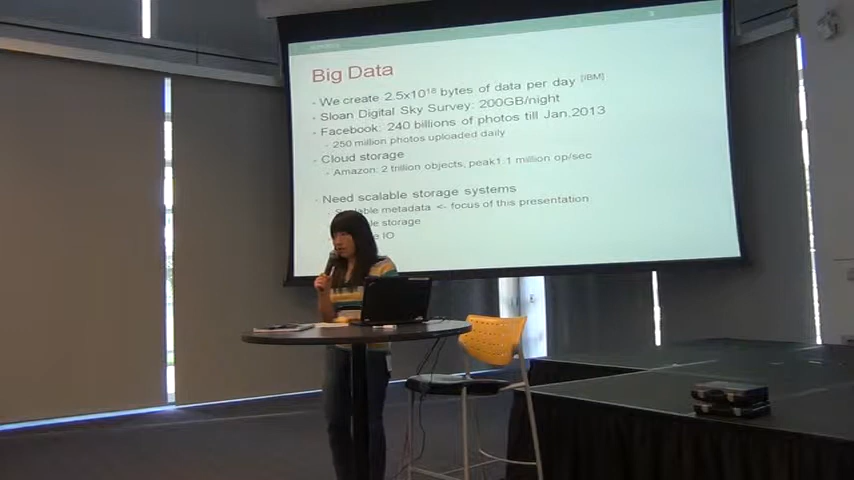 Big Data
We create 2.5x10¹⁸ bytes of data per day [IBM]
Sloan Digital Sky Survey: 200GB/night
Facebook: 240 billions of photos till Jan.2013
250 million photos uploaded daily
Cloud storage
Amazon: 2 trillion objects, peak1.1 million op/sec
Need scalable storage systems
metadata <- focus of this presentation
storage
IO